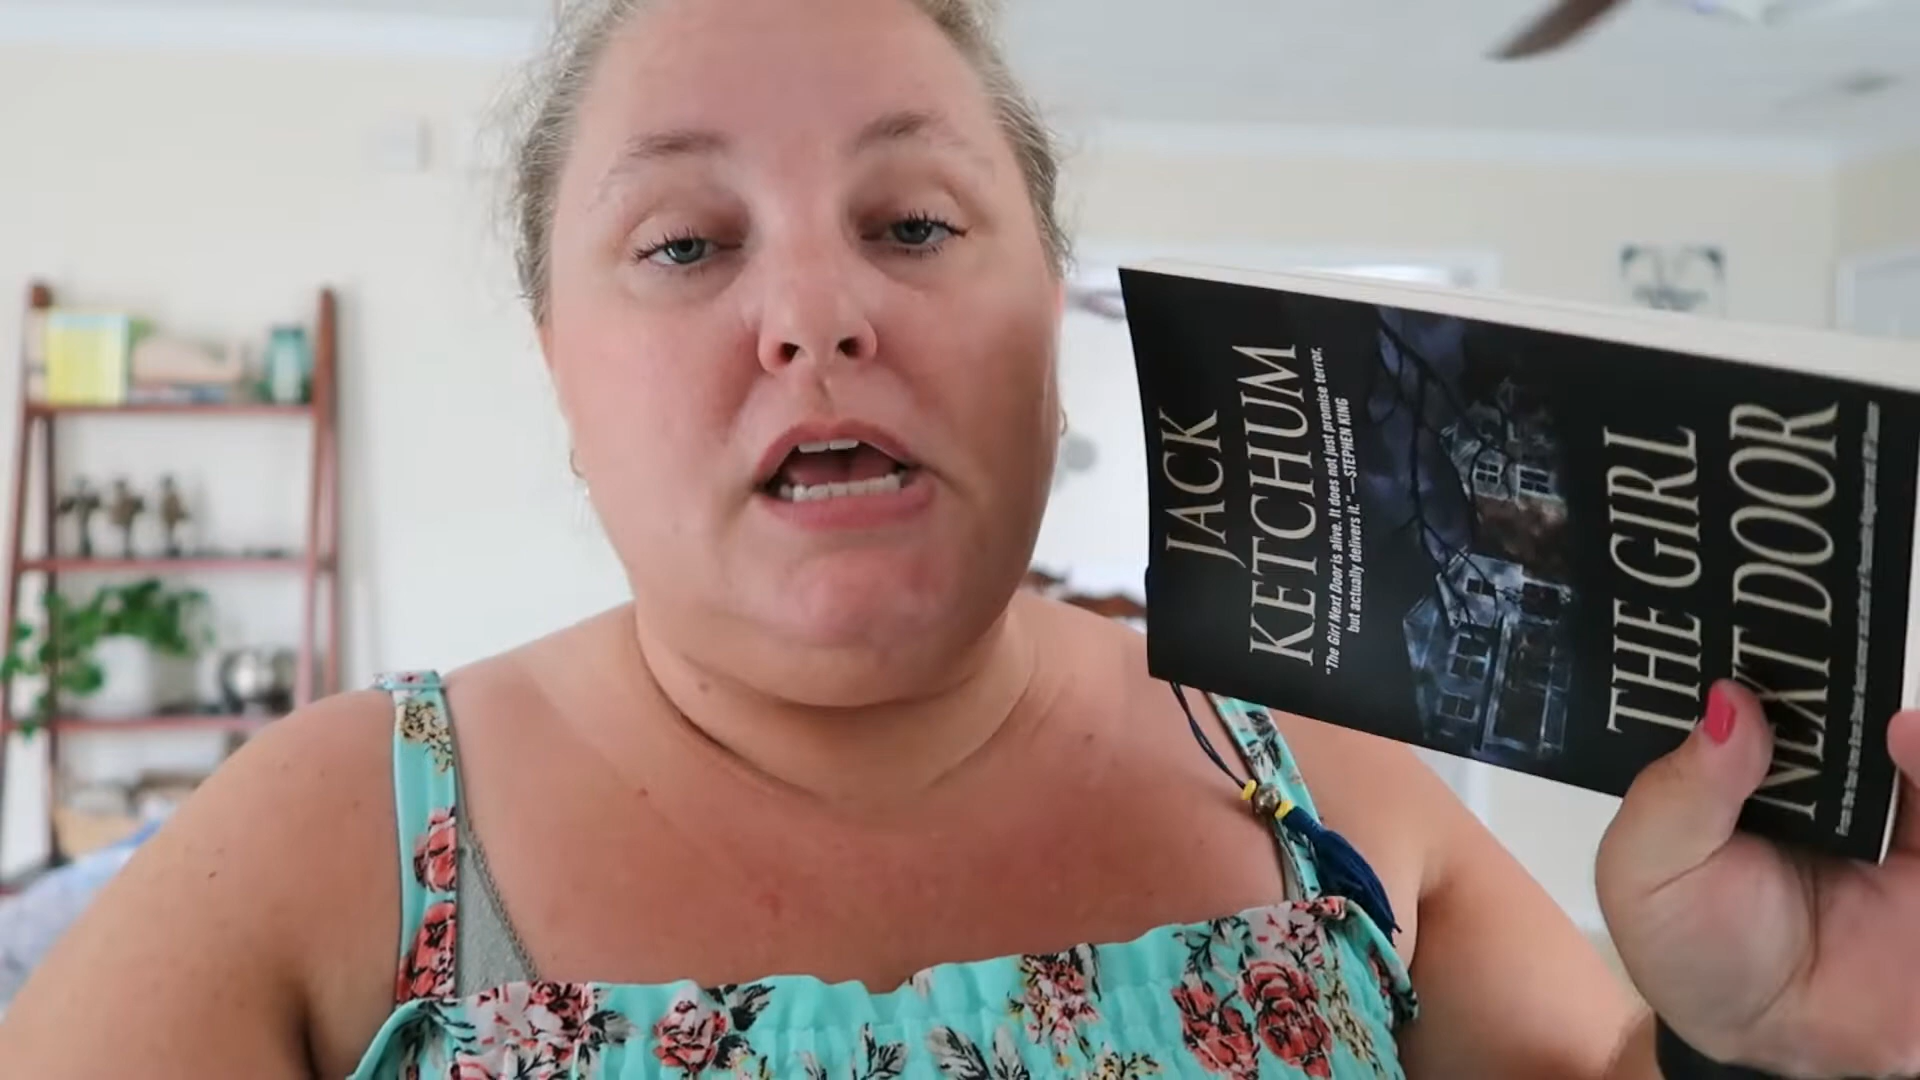 JACK
KETCHUM
"The Girl Next Door is alive. It does not just promise terror,
but actually delivers it."—STEPHEN KING
THE GIRL
NEXT DOOR